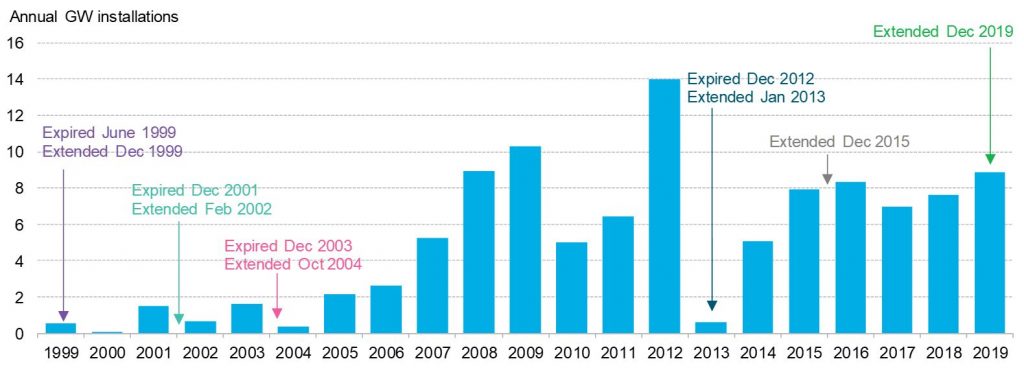 Annual GW installations
Extended Dec 2019
16
14
12
10
8
6
4
2
0
Expired Dec 2012
Extended Jan 2013
Expired June 1999
Extended Dec 1999
Extended Dec 2015
Expired Dec 2001
Extended Feb 2002
Expired Dec 2003
Extended Oct 2004
1999 2000 2001 2002 2003 2004 2005 2006 2007 2008 2009 2010 2011 2012 2013 2014 2015 2016 2017 2018 2019